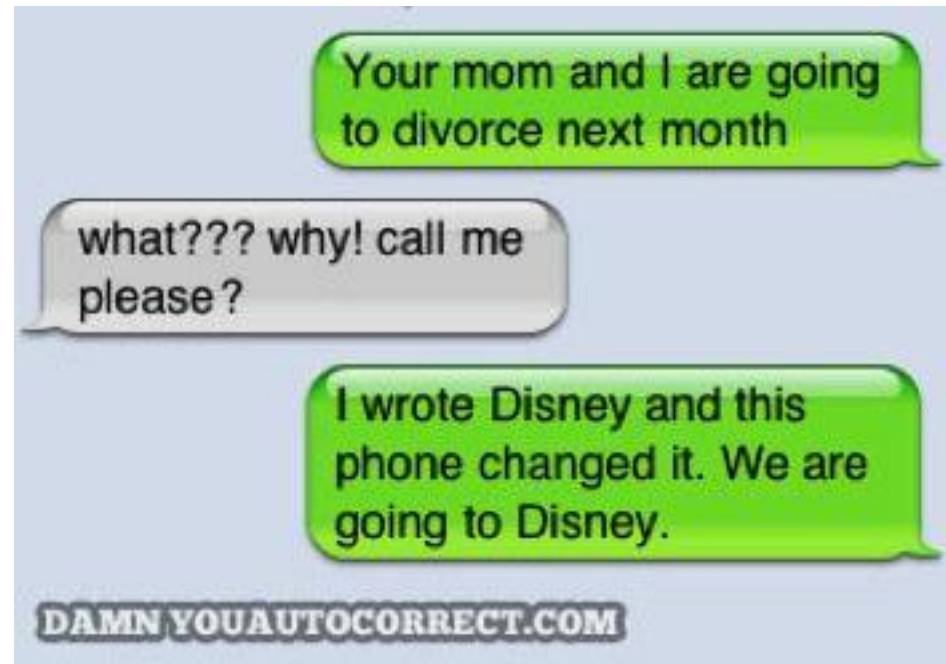 Your mom and I are going
to divorce next month
what??? why! call me
please?
I wrote Disney and this
phone changed it. We are
going to Disney.
DAMN YOUAUTOCORRECT.COM